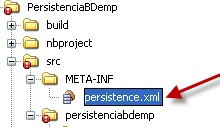 PersistenciaBDemp
build
nbproject
src
META-INF
persistence.xml
persistenciabdemp